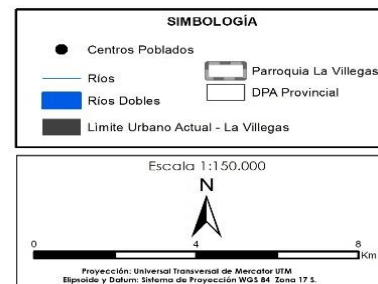 SIMBOLOGÍA
Centros Poblados
Ríos
Ríos Dobles
Lìmite Urbano Actual - La Villegas
Parroquia La Villegas
DPA Provincial
Escala 1:150.000
N
0 4 8
Km
Proyección: Universal Transversal de Mercator UTM
Elipsoide y Datum: Sistema de Proyección WGS 84 Zona 17 S.